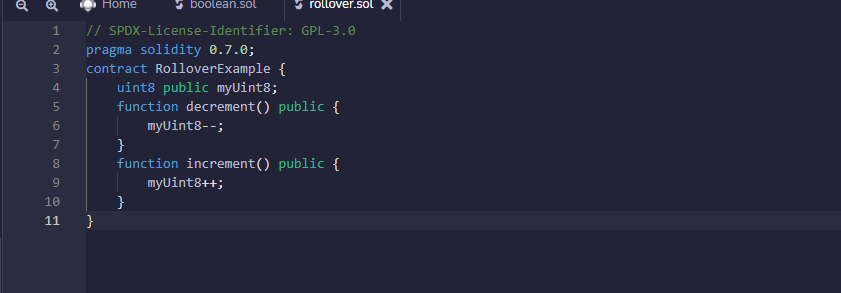 Home boolean.sol rollover.sol
1 // SPDX-License-Identifier: GPL-3.0
2 pragma solidity 0.7.0;
3 contract RolloverExample {
4 uint8 public myUint8;
5 function decrement() public {
6 myUint8--;
7 }
8 function increment() public {
9 myUint8++;
10 }
11 }